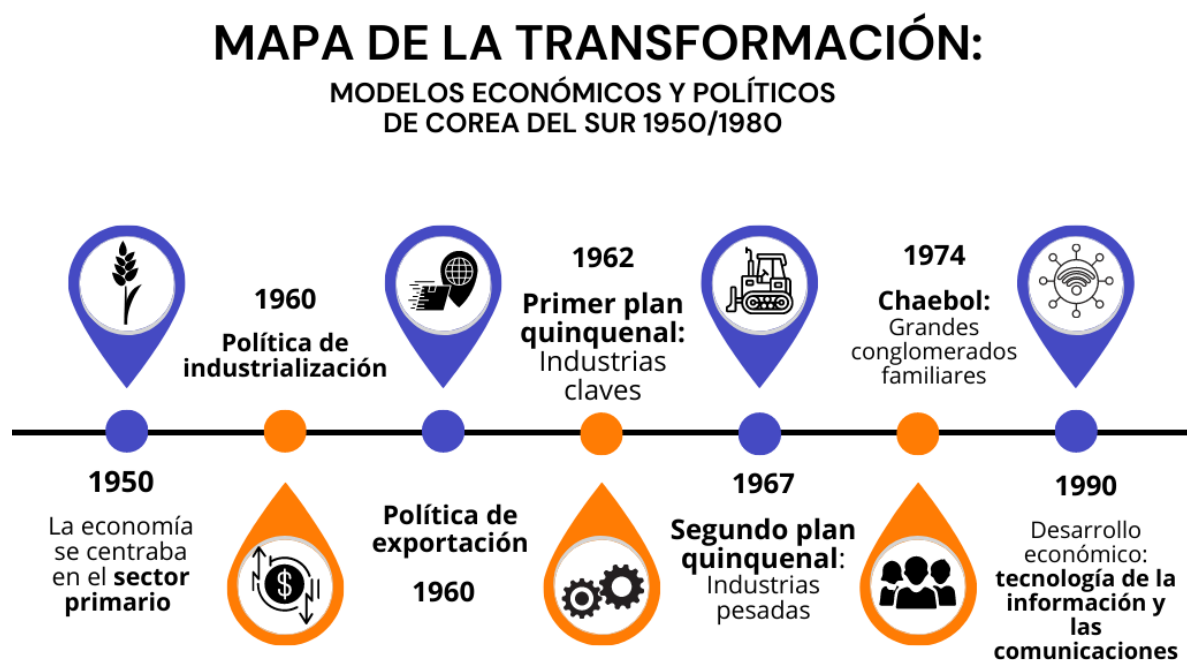 MAPA DE LA TRANSFORMACIÓN:
MODELOS ECONÓMICOS Y POLÍTICOS
DE COREA DEL SUR 1950/1980
1950
La economía
se centraba
en el sector
primario
1960
Política de
industrialización
Política de
exportación
1960
1962
Primer plan
quinquenal:
Industrias
claves
1967
Segundo plan
quinquenal:
Industrias
pesadas
1974
Chaebol:
Grandes
conglomerados
familiares
1990
Desarrollo
económico:
tecnología de la
información y
las
comunicaciones